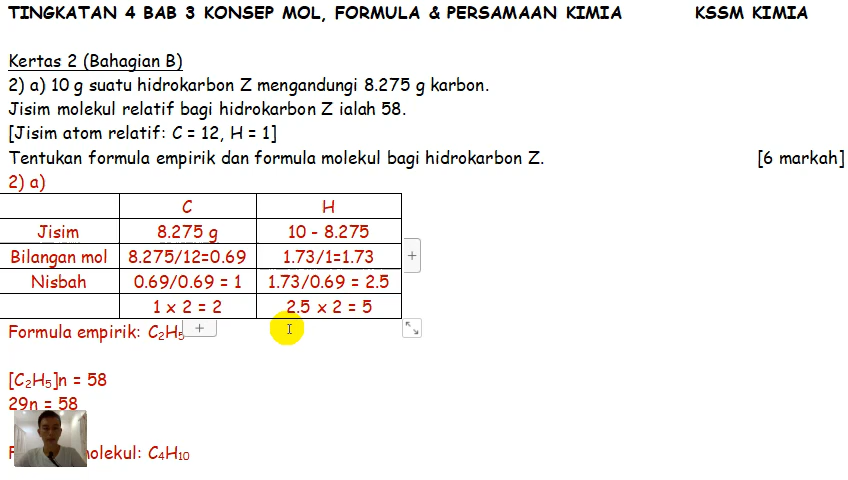 TINGKATAN 4 BAB 3 KONSEP MOL, FORMULA & PERSAMAAN KIMIA KSSM KIMIA
Kertas 2 (Bahagian B)
2) a) 10 g suatu hidrokarbon Z mengandungi 8.275 g karbon.
Jisim molekul relatif bagi hidrokarbon Z ialah 58.
[Jisim atom relatif: C = 12, H = 1]
Tentukan formula empirik dan formula molekul bagi hidrokarbon Z. [6 markah]
2) a)
C H
Jisim 8.275 g 10 - 8.275
Bilangan mol 8.275/12=0.69 1.73/1=1.73
Nisbah 0.69/0.69 = 1 1.73/0.69 = 2.5
1 x 2 = 2 2.5 x 2 = 5
Formula empirik: C₂H₅
[C₂H₅]n = 58
29n = 58
olekul: C₄H₁₀